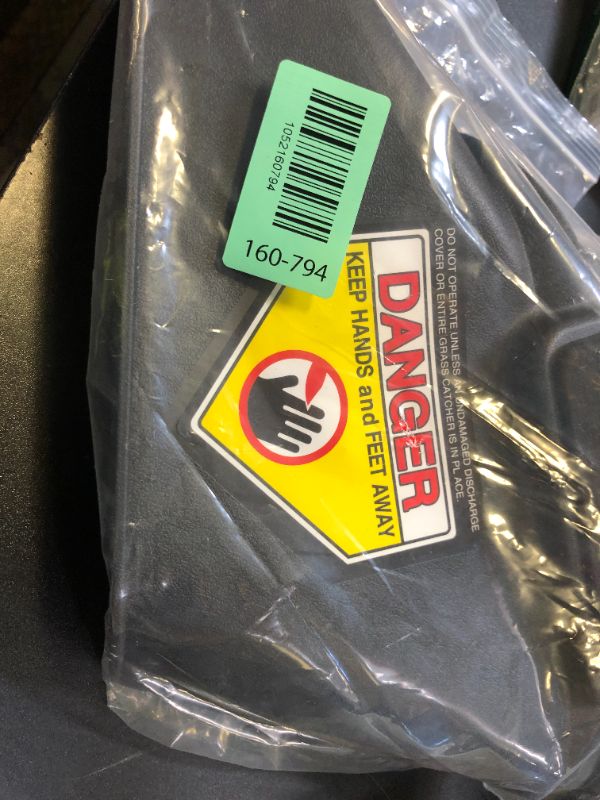 1052160794
160-794
DO NOT OPERATE UNLESS AN UNDAMAGED DISCHARGE
COVER OR ENTIRE GRASS CATCHER IS IN PLACE.
DANGER
KEEP HANDS and FEET AWAY